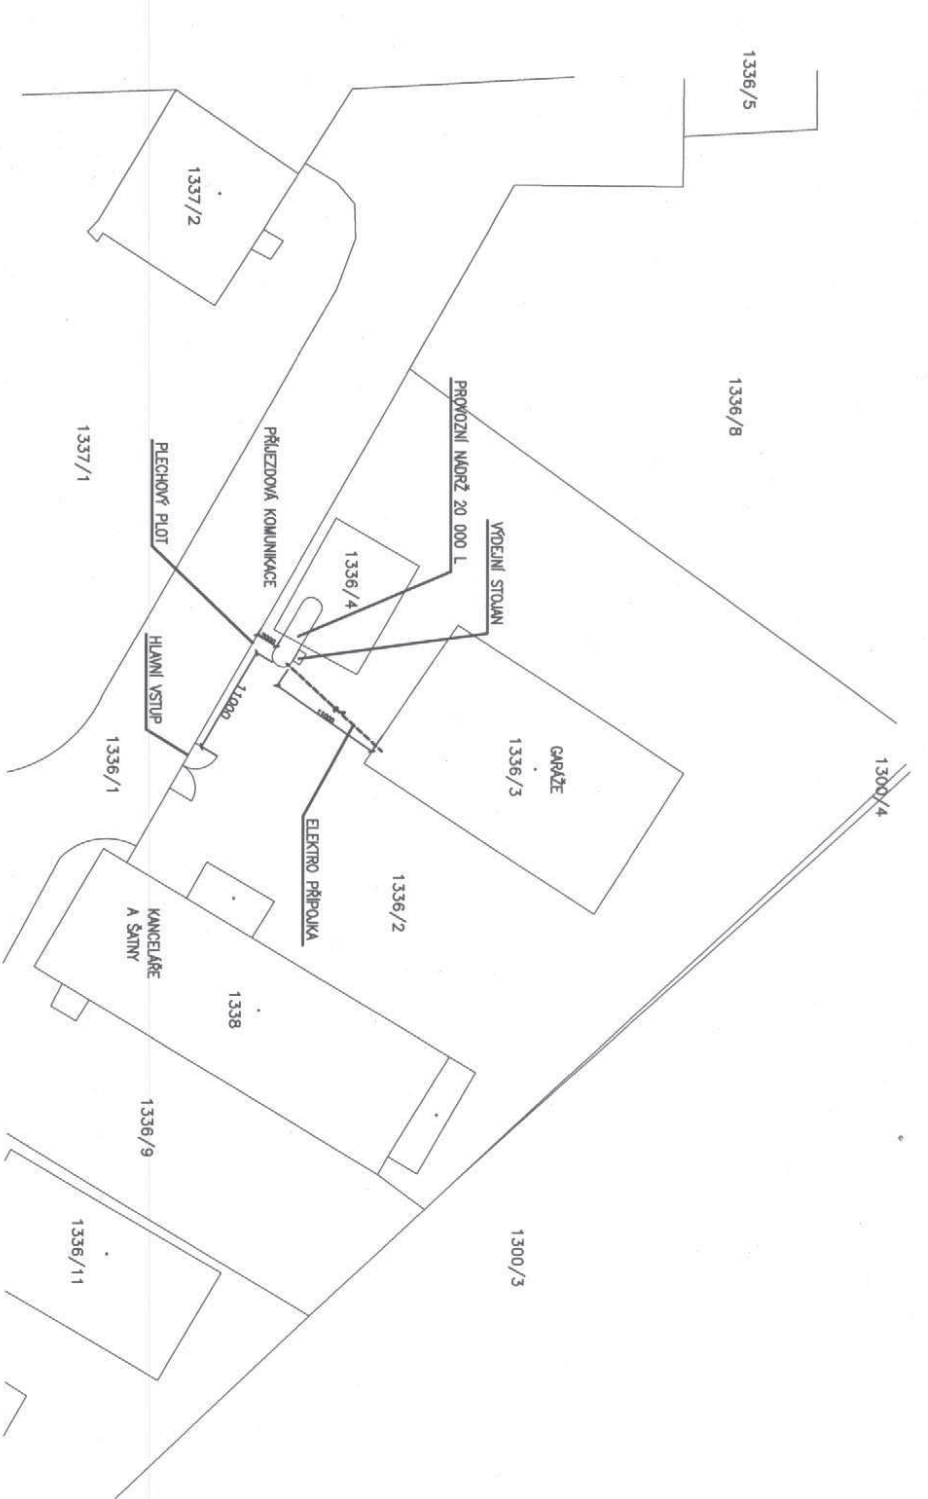 1336/5
1337/2
1336/8
PROVOZNÍ NÁDRŽ 20 000 L
1337/1
PLECHOVÝ PLOT
PŘÍJEZDOVÁ KOMUNIKACE
VÝDEJNÍ STOJAN
1336/4
HLAVNÍ VSTUP
11000
1336/1
GARÁŽE
1336/3
1300/4
ELEKTRO PŘÍPOJKA
1336/2
KANCELÁŘE
A ŠATNY
1338
1336/9
1336/11
1300/3